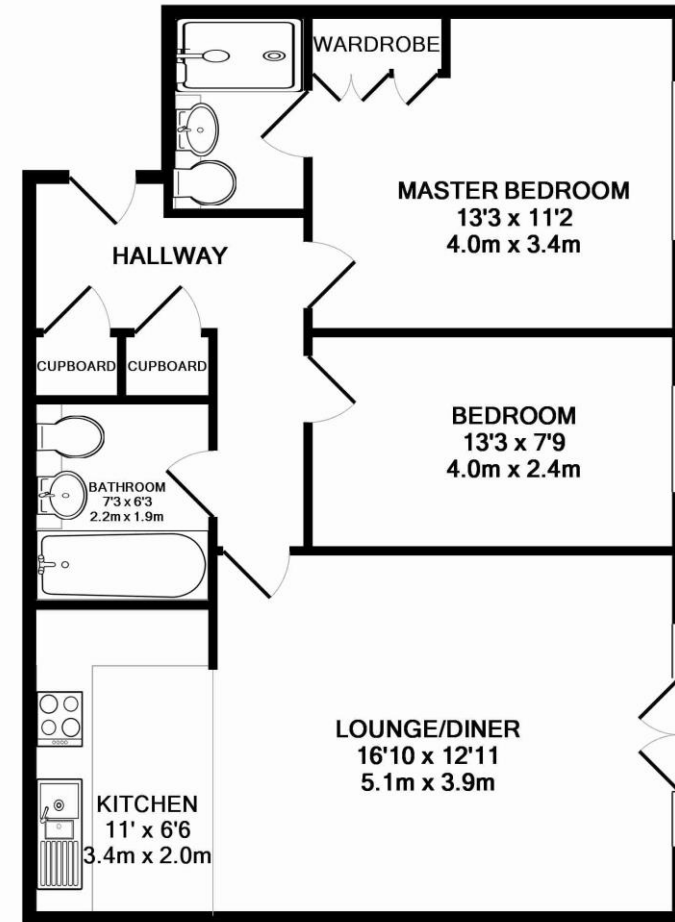 WARDROBE
MASTER BEDROOM
13'3 x 11'2
4.0m x 3.4m
HALLWAY
CUPBOARD
CUPBOARD
BEDROOM
13'3 x 7'9
4.0m x 2.4m
BATHROOM
7'3 x 6'3
2.2m x 1.9m
LOUNGE/DINER
16'10 x 12'11
5.1m x 3.9m
KITCHEN
11' x 6'6
3.4m x 2.0m